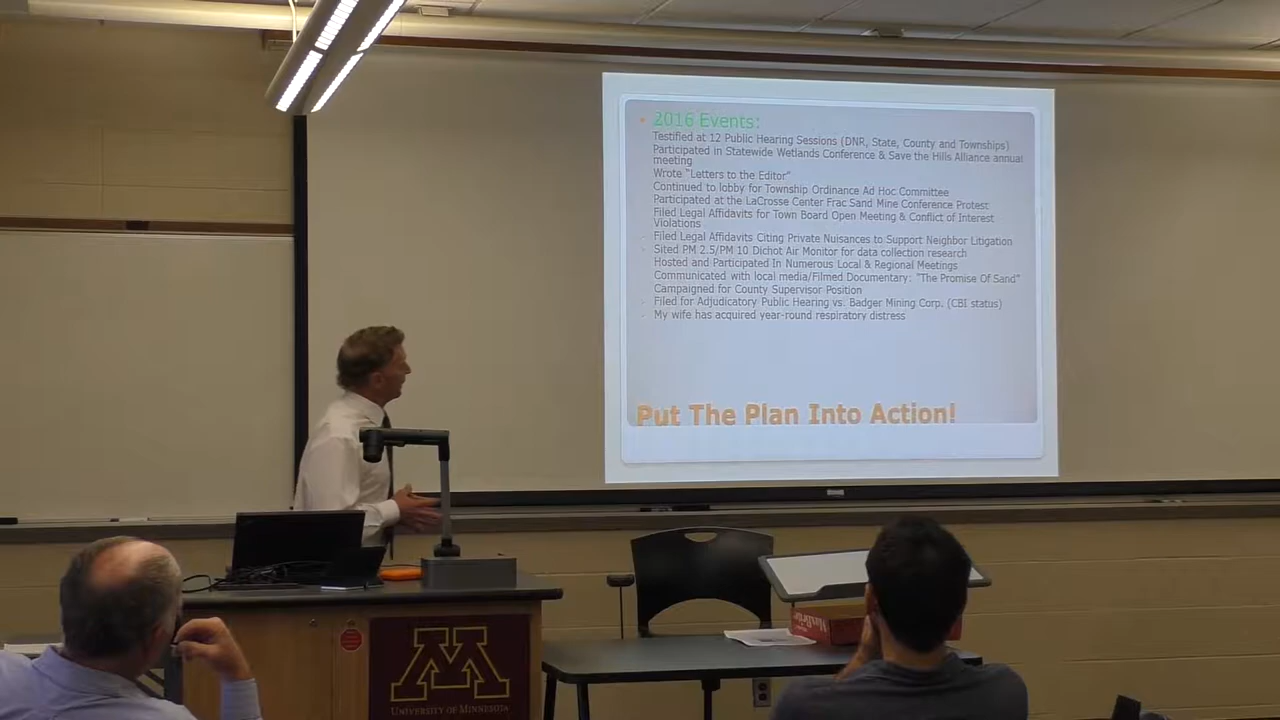 2016 Events:
Testified at 12 Public Hearing Sessions (DNR, State, County and Townships)
Participated in Statewide Wetlands Conference & Save the Hills Alliance annual
meeting
Wrote "Letters to the Editor"
Continued to lobby for Township Ordinance Ad Hoc Committee
Participated at the LaCrosse Center Frac Sand Mine Conference Protest
Filed Legal Affidavits for Town Board Open Meeting & Conflict of Interest
Violations
Filed Legal Affidavits Citing Private Nuisances to Support Neighbor Litigation
Sited PM 2.5/PM 10 Dichot Air Monitor for data collection research
Hosted and Participated In Numerous Local & Regional Meetings
Communicated with local media/Filmed Documentary: "The Promise Of Sand"
Campaigned for County Supervisor Position
Filed for Adjudicatory Public Hearing vs. Badger Mining Corp. (CBI status)
My wife has acquired year-round respiratory distress
Put The Plan Into Action!
M
UNIVERSITY OF MINNESOTA